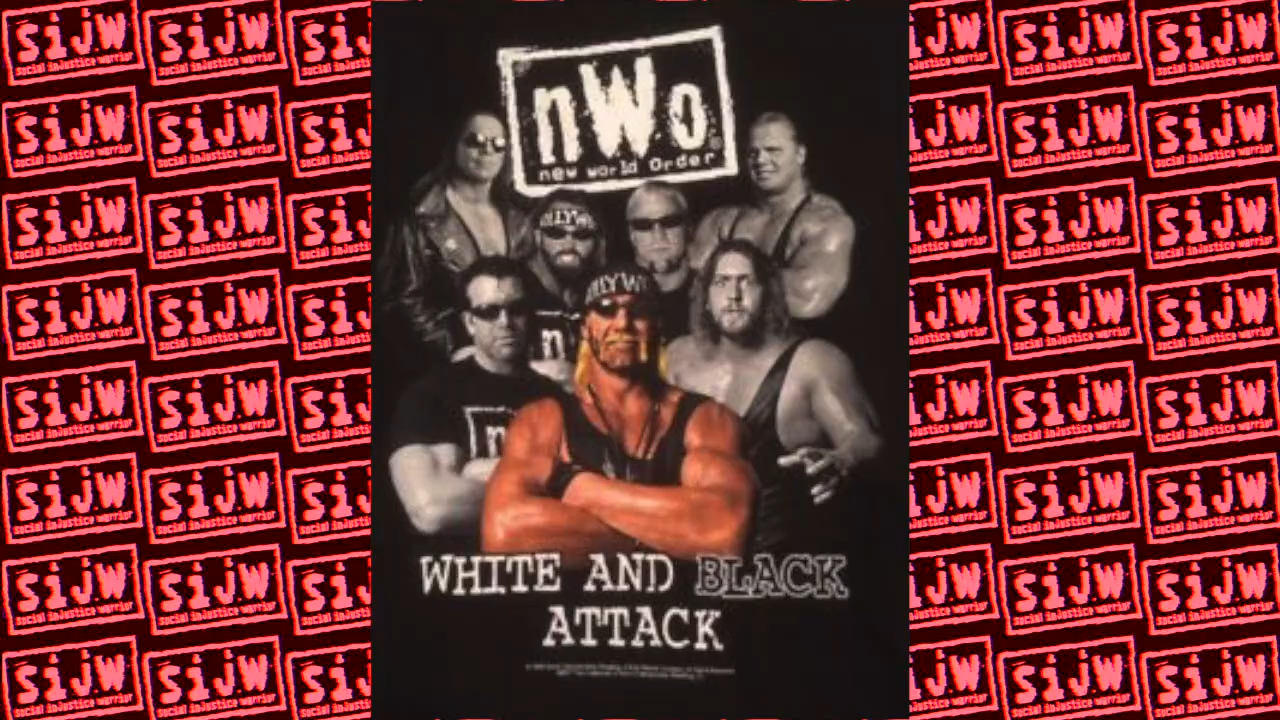 nWo
new world Order
WHITE AND BLACK
ATTACK
SiJW
social inJustice warrior